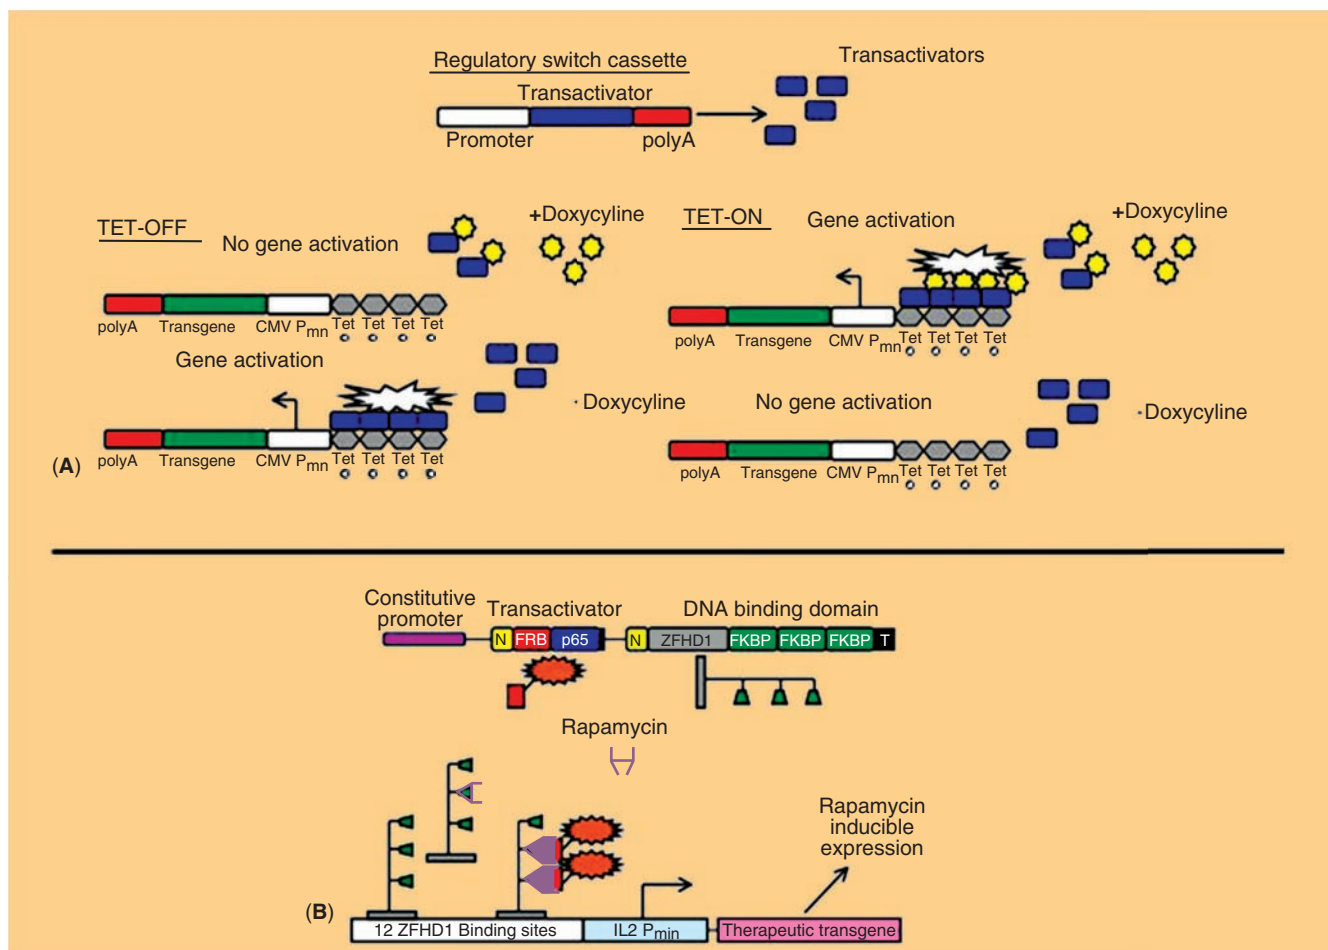 Regulatory switch cassette
Transactivators
Transactivator
Promoter
polyA
TET-OFF
No gene activation
+Doxycyline
polyA Transgene CMV Pmn Tet Tet Tet Tet
Gene activation
· Doxycyline
polyA Transgene CMV Pmn Tet Tet Tet Tet
(A)
TET-ON
Gene activation
+Doxycyline
polyA Transgene CMV Pmn Tet Tet Tet Tet
No gene activation
·Doxycyline
polyA Transgene CMV Pmn Tet Tet Tet Tet
Constitutive
promoter
Transactivator
DNA binding domain
N FRB p65 N ZFHD1 FKBP FKBP FKBP T
Rapamycin
Rapamycin
inducible
expression
(B)
12 ZFHD1 Binding sites IL2 Pmin Therapeutic transgene